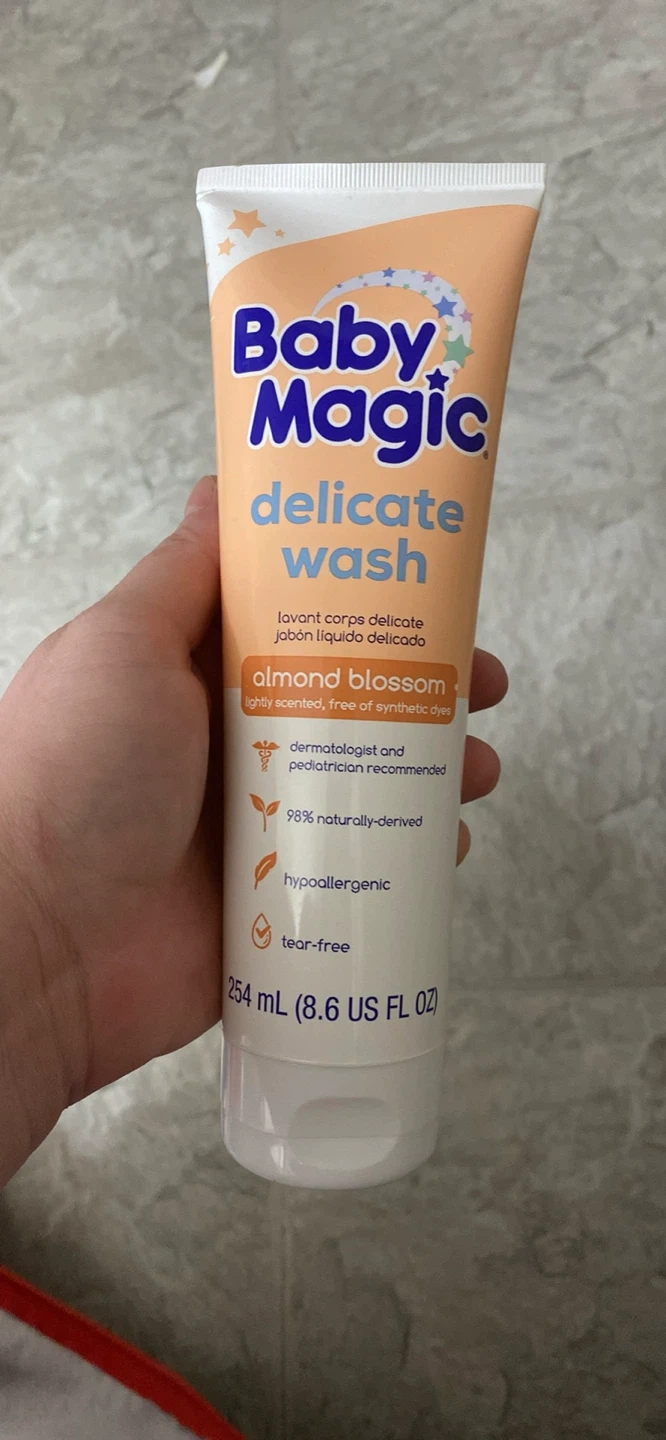 Baby
Magic®
delicate
wash
lavant corps delicate
jabón líquido delicado
almond blossom
lightly scented, free of synthetic dyes
dermatologist and
pediatrician recommended
98% naturally-derived
hypoallergenic
tear-free
254 mL (8.6 US FL OZ)